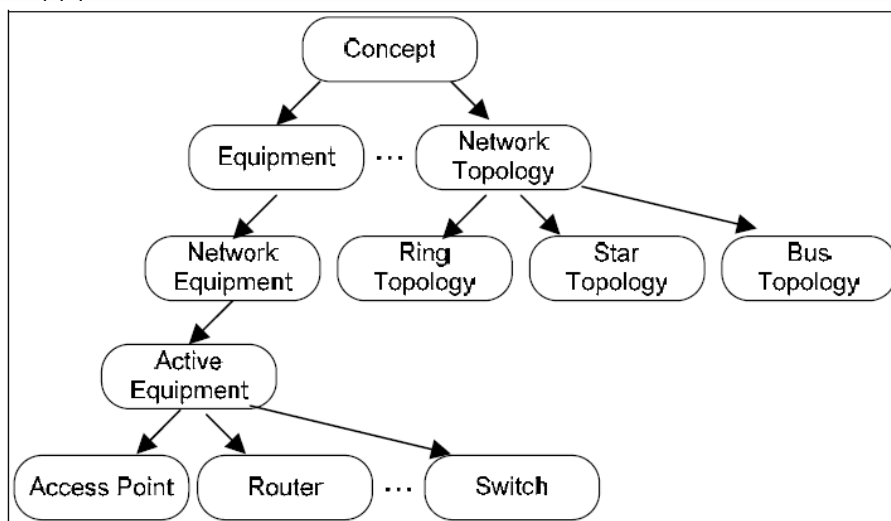 Concept
Equipment
...
Network
Topology
Network
Equipment
Ring
Topology
Star
Topology
Bus
Topology
Active
Equipment
Access Point
Router
...
Switch